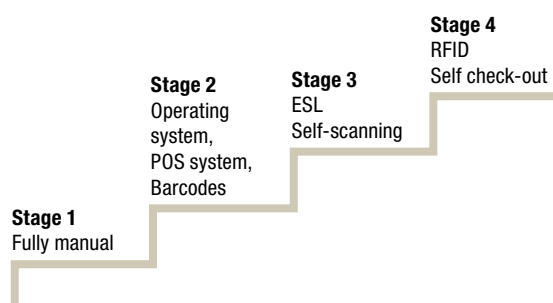 Stage 1
Fully manual
Stage 2
Operating
system,
POS system,
Barcodes
Stage 3
ESL
Self-scanning
Stage 4
RFID
Self check-out